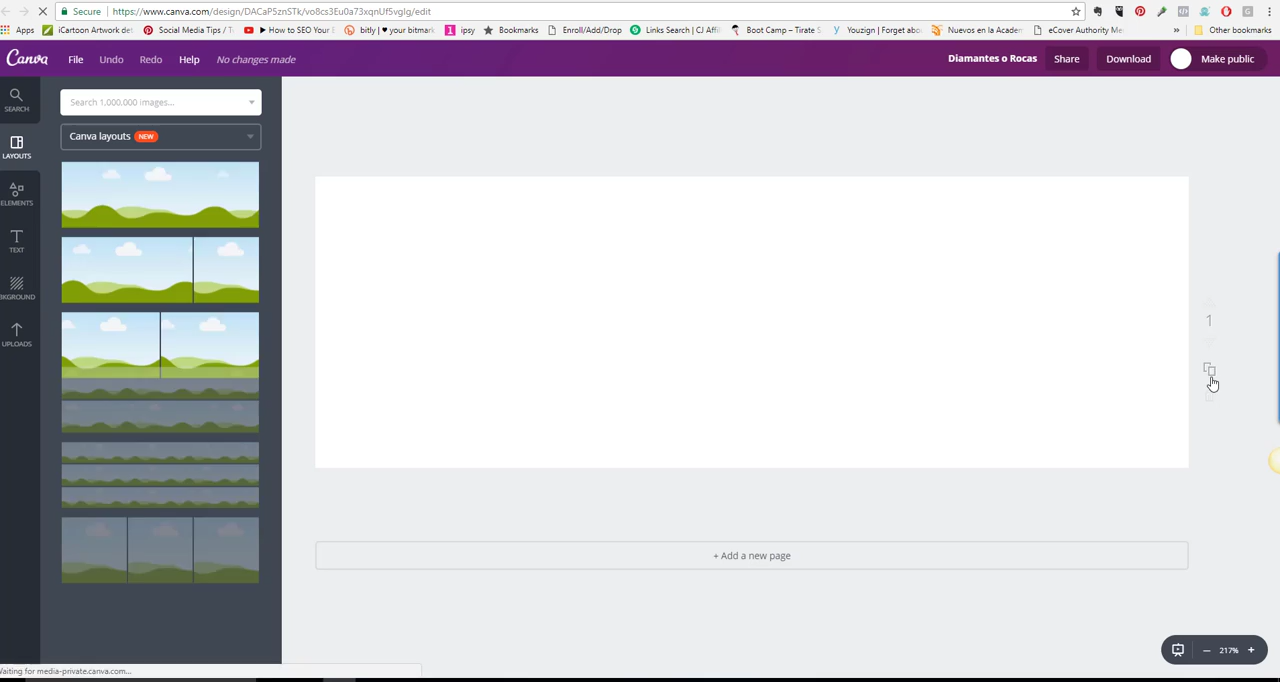 Secure
https://www.canva.com/design/DACaP5znSTk/vo8cs3Eu0a73xqnUf5vgIg/edit
Apps
iCartoon Artwork de
Social Media Tips / T
How to SEO Your E
bitly | ♥ your bitmark
ipsy
Bookmarks
Enroll/Add/Drop
Links Search | CJ Affil
Boot Camp – Tirate S
Youzign | Forget abo
Nuevos en la Academ
eCover Authority Me
»
Other bookmarks
Canva
File
Undo
Redo
Help
No changes made
Diamantes o Rocas
Share
Download
Make public
SEARCH
LAYOUTS
ELEMENTS
TEXT
BKGROUND
UPLOADS
Search 1,000,000 images...
Canva layouts NEW
1
+ Add a new page
217%
Waiting for media-private.canva.com...